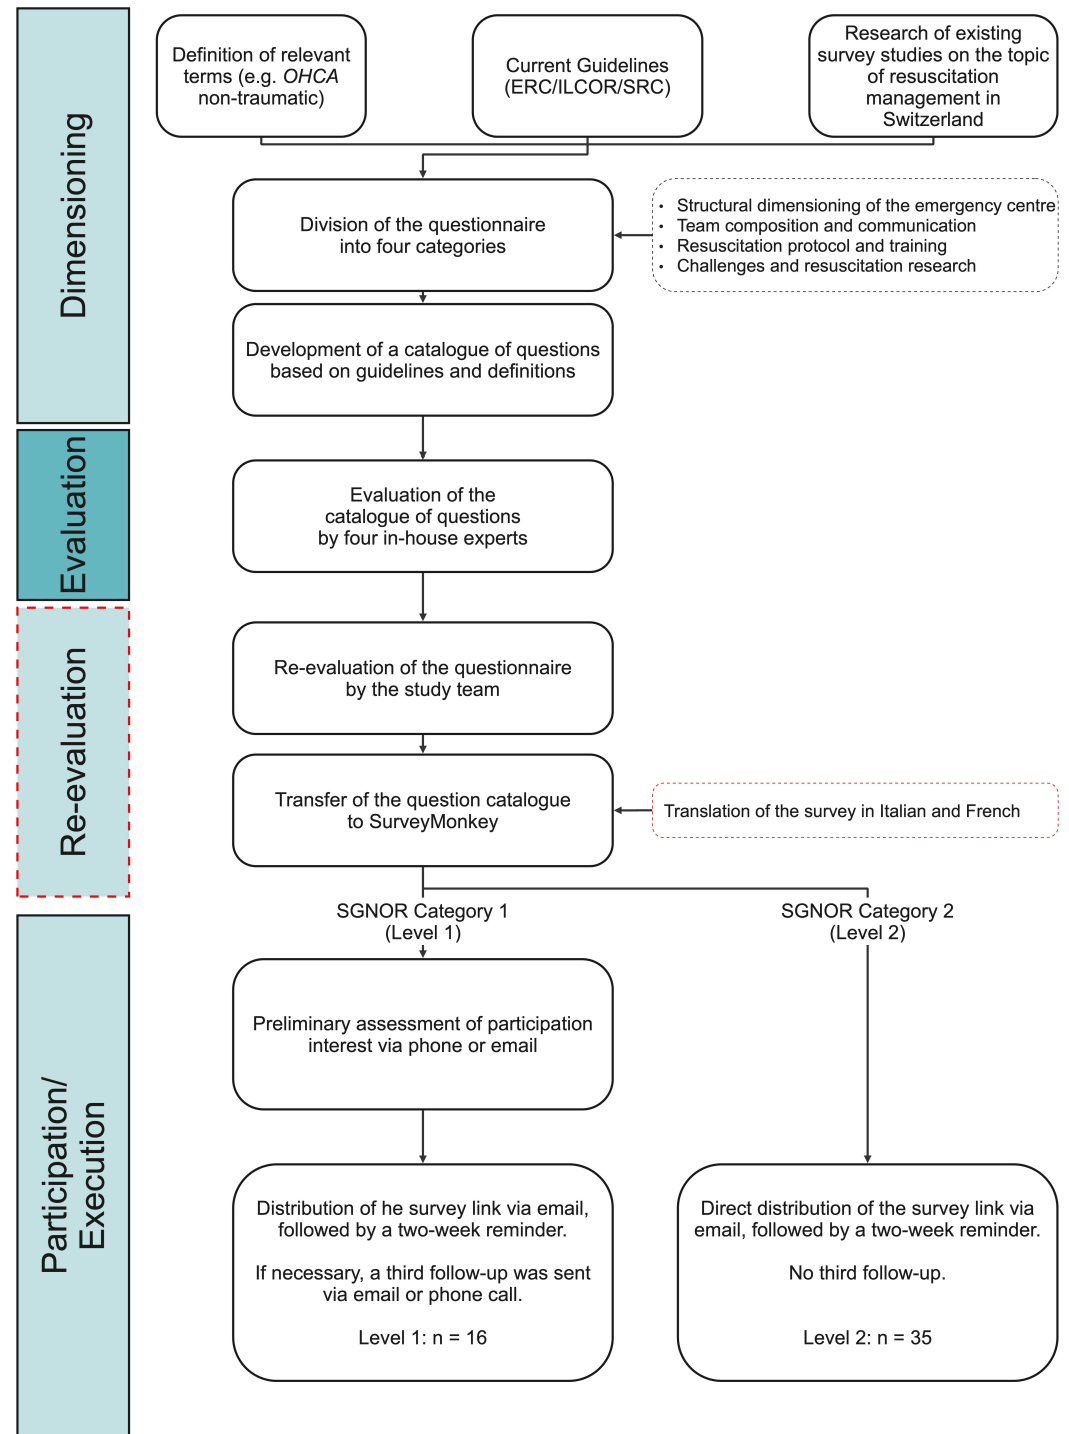 Dimensioning
Definition of relevant
terms (e.g. OHCA
non-traumatic)
Current Guidelines
(ERC/ILCOR/SRC)
Research of existing
survey studies on the topic
of resuscitation
management in
Switzerland
Division of the questionnaire
into four categories
• Structural dimensioning of the emergency centre
• Team composition and communication
• Resuscitation protocol and training
• Challenges and resuscitation research
Development of a catalogue of questions
based on guidelines and definitions
Evaluation
Evaluation of the
catalogue of questions
by four in-house experts
Re-evaluation
Re-evaluation of the questionnaire
by the study team
Transfer of the question catalogue
to SurveyMonkey
Translation of the survey in Italian and French
Participation/
Execution
SGNOR Category 1
(Level 1)
SGNOR Category 2
(Level 2)
Preliminary assessment of participation
interest via phone or email
Distribution of he survey link via email,
followed by a two-week reminder.
If necessary, a third follow-up was sent
via email or phone call.
Level 1: n = 16
Direct distribution of the survey link via
email, followed by a two-week reminder.
No third follow-up.
Level 2: n = 35